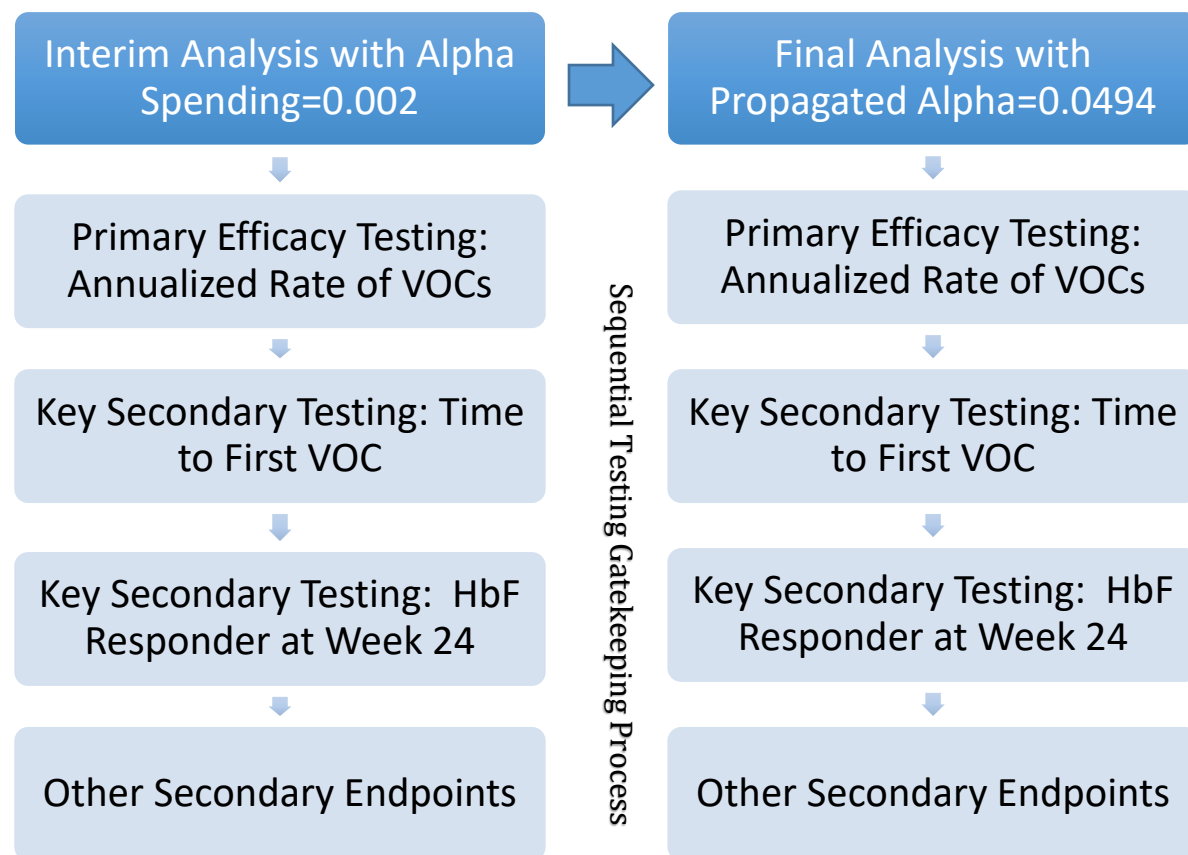 Interim Analysis with Alpha
Spending=0.002
Primary Efficacy Testing:
Annualized Rate of VOCs
Key Secondary Testing: Time
to First VOC
Key Secondary Testing:  HbF
Responder at Week 24
Other Secondary Endpoints
Sequential Testing Gatekeeping Process
Final Analysis with
Propagated Alpha=0.0494
Primary Efficacy Testing:
Annualized Rate of VOCs
Key Secondary Testing: Time
to First VOC
Key Secondary Testing:  HbF
Responder at Week 24
Other Secondary Endpoints